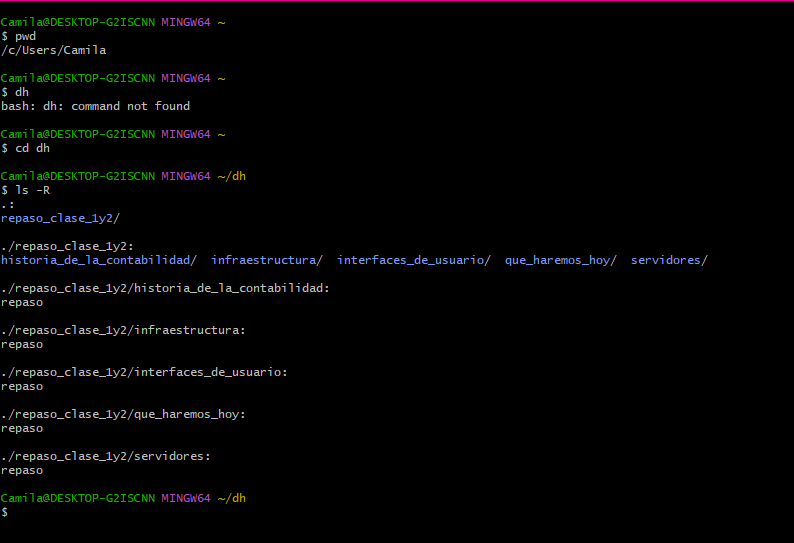 Camila@DESKTOP-G2ISCNN MINGW64 ~
$ pwd
/c/Users/Camila
Camila@DESKTOP-G2ISCNN MINGW64 ~
$ dh
bash: dh: command not found
Camila@DESKTOP-G2ISCNN MINGW64 ~
$ cd dh
Camila@DESKTOP-G2ISCNN MINGW64 ~/dh
$ ls -R
.:
repaso_clase_1y2/
./repaso_clase_1y2:
historia_de_la_contabilidad/  infraestructura/  interfaces_de_usuario/  que_haremos_hoy/  servidores/
./repaso_clase_1y2/historia_de_la_contabilidad:
repaso
./repaso_clase_1y2/infraestructura:
repaso
./repaso_clase_1y2/interfaces_de_usuario:
repaso
./repaso_clase_1y2/que_haremos_hoy:
repaso
./repaso_clase_1y2/servidores:
repaso
Camila@DESKTOP-G2ISCNN MINGW64 ~/dh
$